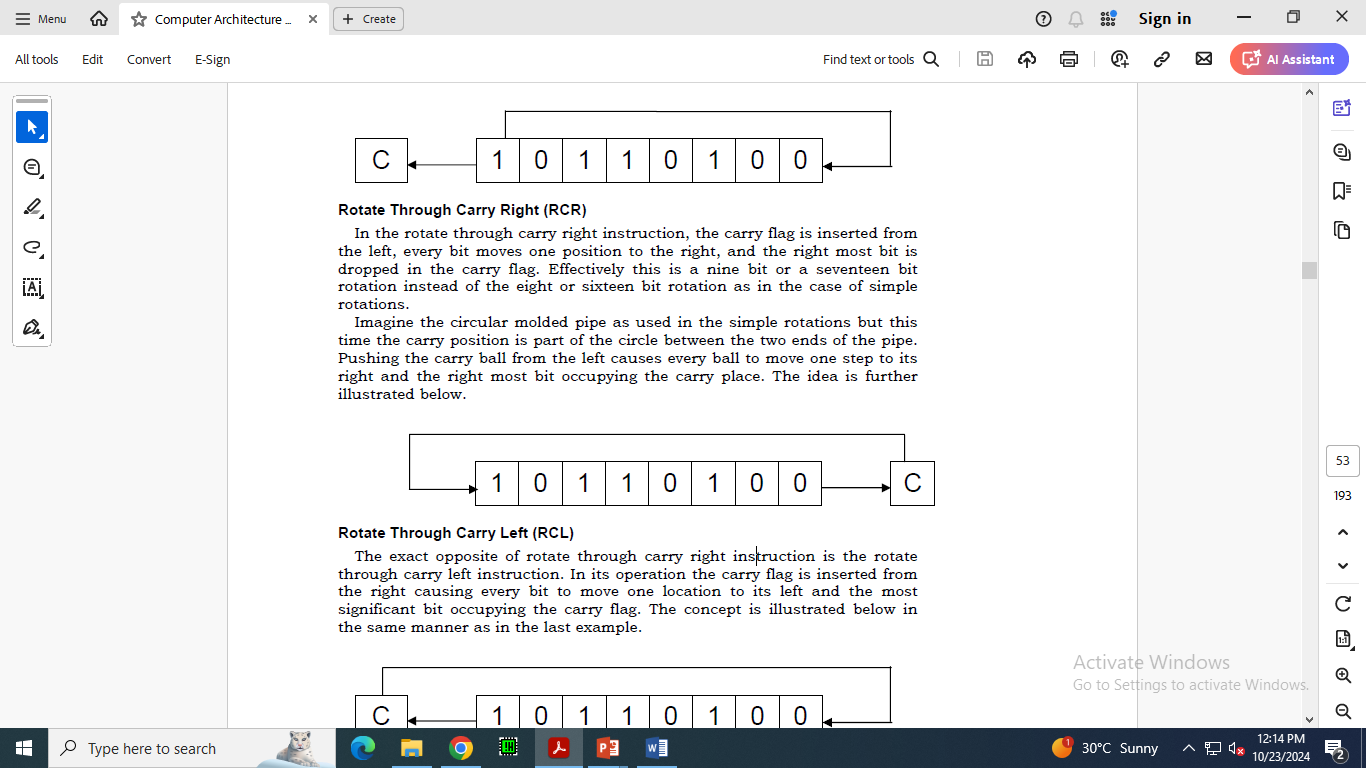 Menu
Computer Architecture ...
Create
Sign in
All tools
Edit
Convert
E-Sign
Find text or tools
AI Assistant
C 1 0 1 1 0 1 0 0
Rotate Through Carry Right (RCR)
In the rotate through carry right instruction, the carry flag is inserted from
the left, every bit moves one position to the right, and the right most bit is
dropped in the carry flag. Effectively this is a nine bit or a seventeen bit
rotation instead of the eight or sixteen bit rotation as in the case of simple
rotations.
Imagine the circular molded pipe as used in the simple rotations but this
time the carry position is part of the circle between the two ends of the pipe.
Pushing the carry ball from the left causes every ball to move one step to its
right and the right most bit occupying the carry place. The idea is further
illustrated below.
1 0 1 1 0 1 0 0 C
Rotate Through Carry Left (RCL)
The exact opposite of rotate through carry right instruction is the rotate
through carry left instruction. In its operation the carry flag is inserted from
the right causing every bit to move one location to its left and the most
significant bit occupying the carry flag. The concept is illustrated below in
the same manner as in the last example.
C 1 0 1 1 0 1 0 0
53
193
1:1
Activate Windows
Go to Settings to activate Windows.
Type here to search
1
30°C Sunny
12:14 PM
10/23/2024
2